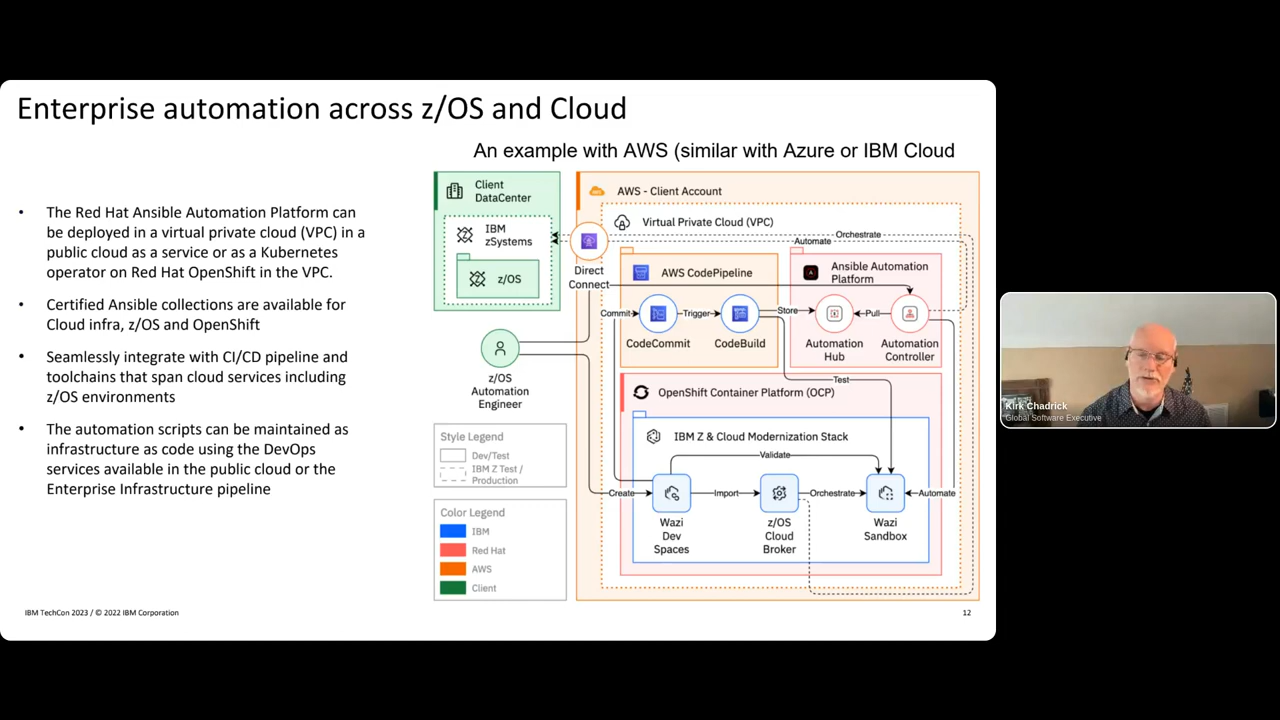 Enterprise automation across z/OS and Cloud
An example with AWS (similar with Azure or IBM Cloud
• The Red Hat Ansible Automation Platform can
be deployed in a virtual private cloud (VPC) in a
public cloud as a service or as a Kubernetes
operator on Red Hat OpenShift in the VPC.
• Certified Ansible collections are available for
Cloud infra, z/OS and OpenShift
• Seamlessly integrate with CI/CD pipeline and
toolchains that span cloud services including
z/OS environments
• The automation scripts can be maintained as
infrastructure as code using the DevOps
services available in the public cloud or the
Enterprise Infrastructure pipeline
Client
DataCenter
IBM
zSystems
z/OS
AWS - Client Account
Virtual Private Cloud (VPC)
Orchestrate
Automate
Direct
Connect
AWS CodePipeline
Ansible Automation
Platform
Commit
Trigger
Store
Pull
CodeCommit
CodeBuild
Automation
Hub
Automation
Controller
z/OS
Automation
Engineer
Test
OpenShift Container Platform (OCP)
IBM Z & Cloud Modernization Stack
Validate
Create
Import
Orchestrate
Automate
Wazi
Dev
Spaces
z/OS
Cloud
Broker
Wazi
Sandbox
Style Legend
Dev/Test
IBM Z Test /
Production
Color Legend
IBM
Red Hat
AWS
Client
IBM TechCon 2023 / © 2022 IBM Corporation
12
Kirk Chadrick
Global Software Executive